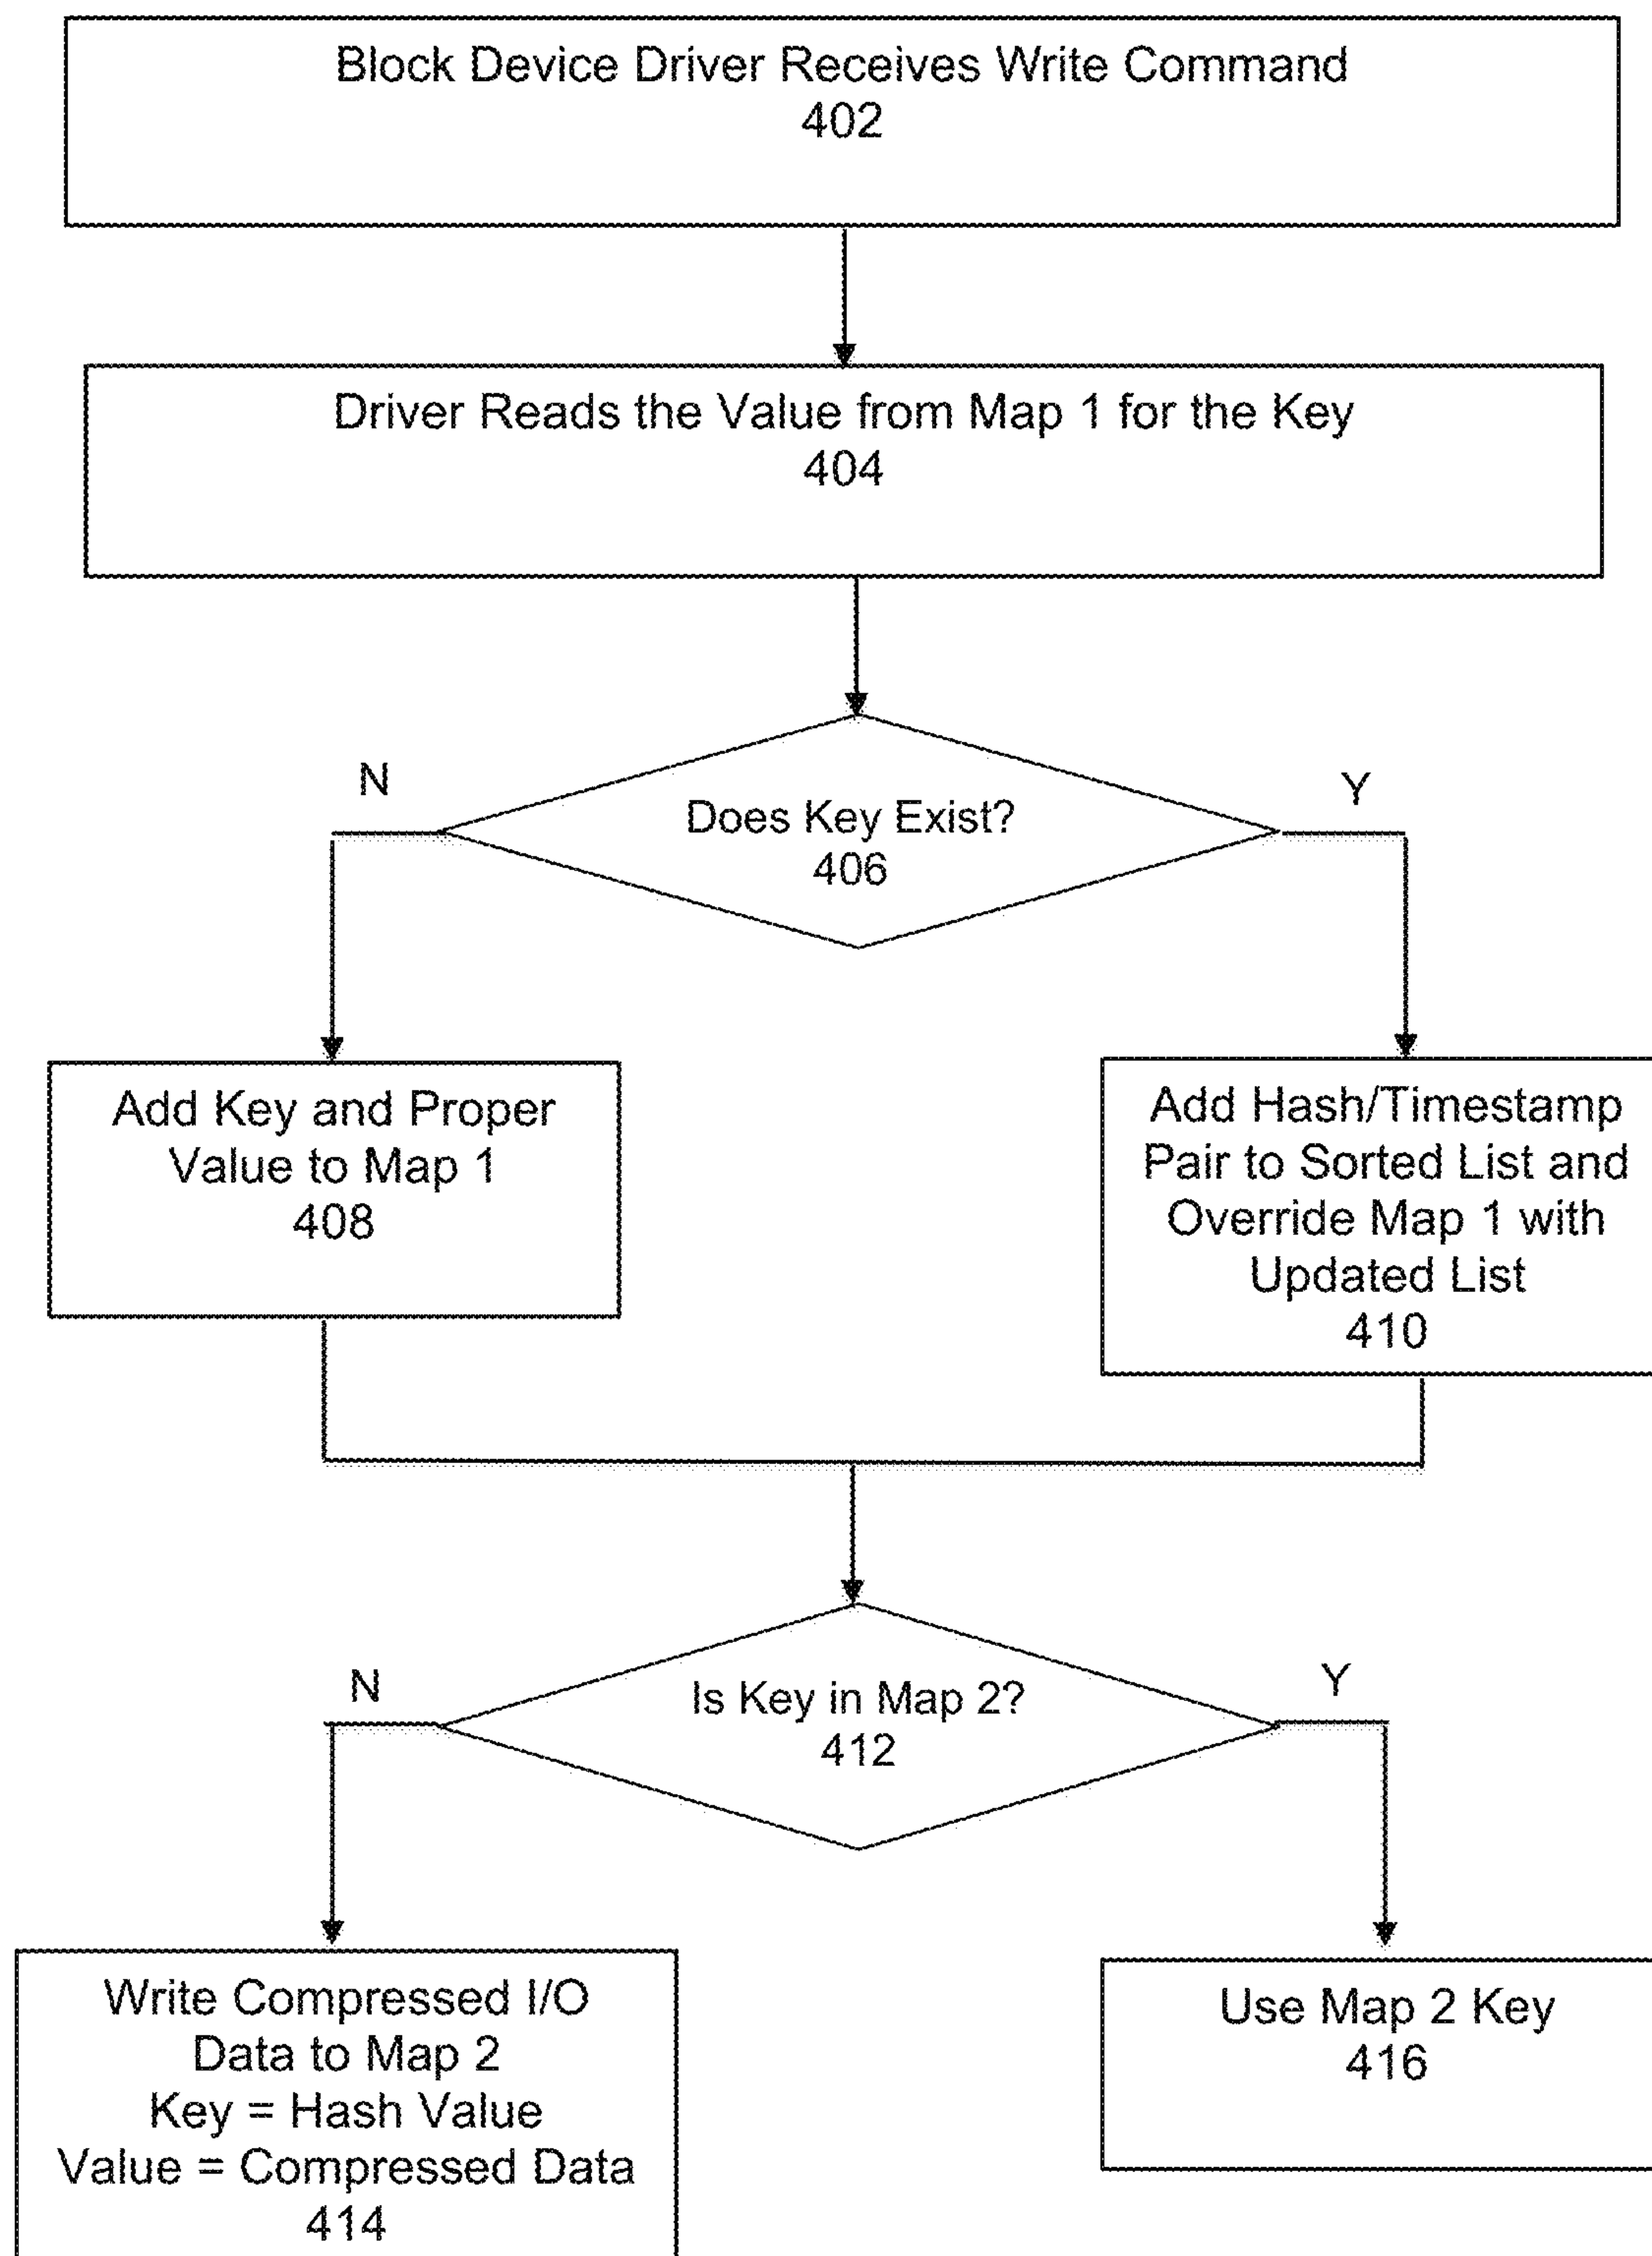 Block Device Driver Receives Write Command
402
Driver Reads the Value from Map 1 for the Key
404
N
Y
Does Key Exist?
406
Add Key and Proper
Value to Map 1
408
Add Hash/Timestamp
Pair to Sorted List and
Override Map 1 with
Updated List
410
N
Y
Is Key in Map 2?
412
Write Compressed I/O
Data to Map 2
Key = Hash Value
Value = Compressed Data
414
Use Map 2 Key
416